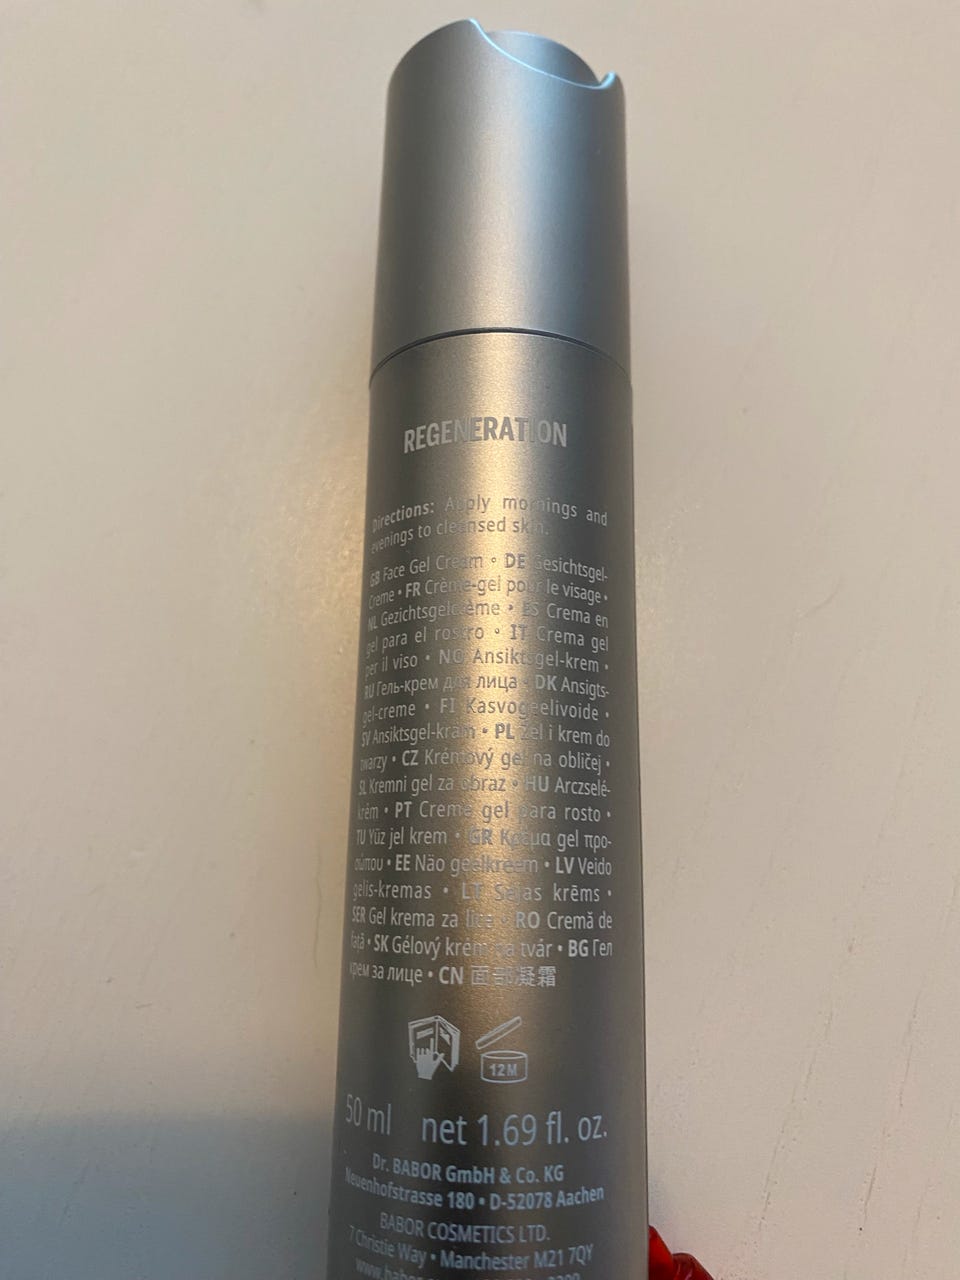 REGENERATION
Directions: Apply mornings and
evenings to cleansed skin.
GB Face Gel Cream • DE Gesichtsgel-
Creme • FR Crème-gel pour le visage •
NL Gezichtsgelcrème • ES Crema en
gel para el rostro • IT Crema gel
per il viso • NO Ansiktsgel-krem •
RU Гель-крем для лица • DK Ansigts-
gel-creme • FI Kasvogeelivoide •
SV Ansiktsgel-kräm • PL Żel i krem do
twarzy • CZ Krémový gel na obličej •
SL Kremni gel za obraz • HU Arczselé-
krém • PT Creme gel para rosto •
TU Yüz jel krem • GR Κρέμα gel προ-
σώπου • EE Näo geelkreem • LV Veido
gelis-kremas • LT Sejas krēms •
SER Gel krema za lice • RO Cremă de
față • SK Gélový krém na tvár • BG Гел
крем за лице • CN 面部凝霜
12M
50 ml net 1.69 fl. oz.
Dr. BABOR GmbH & Co. KG
Neuenhofstrasse 180 • D-52078 Aachen
BABOR COSMETICS LTD.
7 Christie Way • Manchester M21 7QY
www.babor